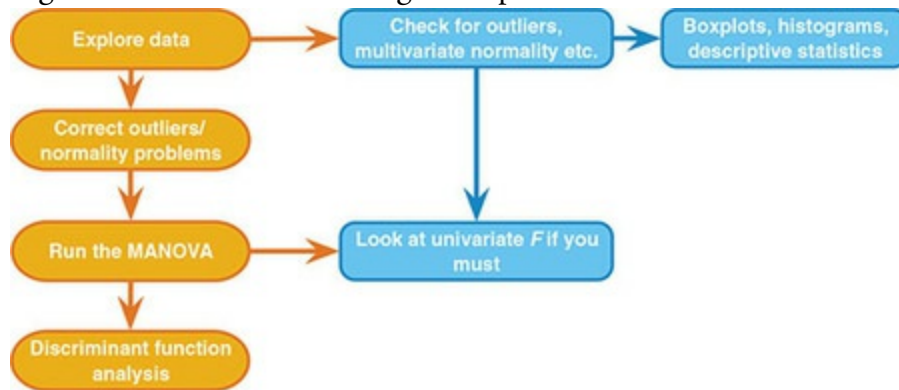 Explore data
Check for outliers,
multivariate normality etc.
Boxplots, histograms,
descriptive statistics
Correct outliers/
normality problems
Run the MANOVA
Look at univariate F if you
must
Discriminant function
analysis